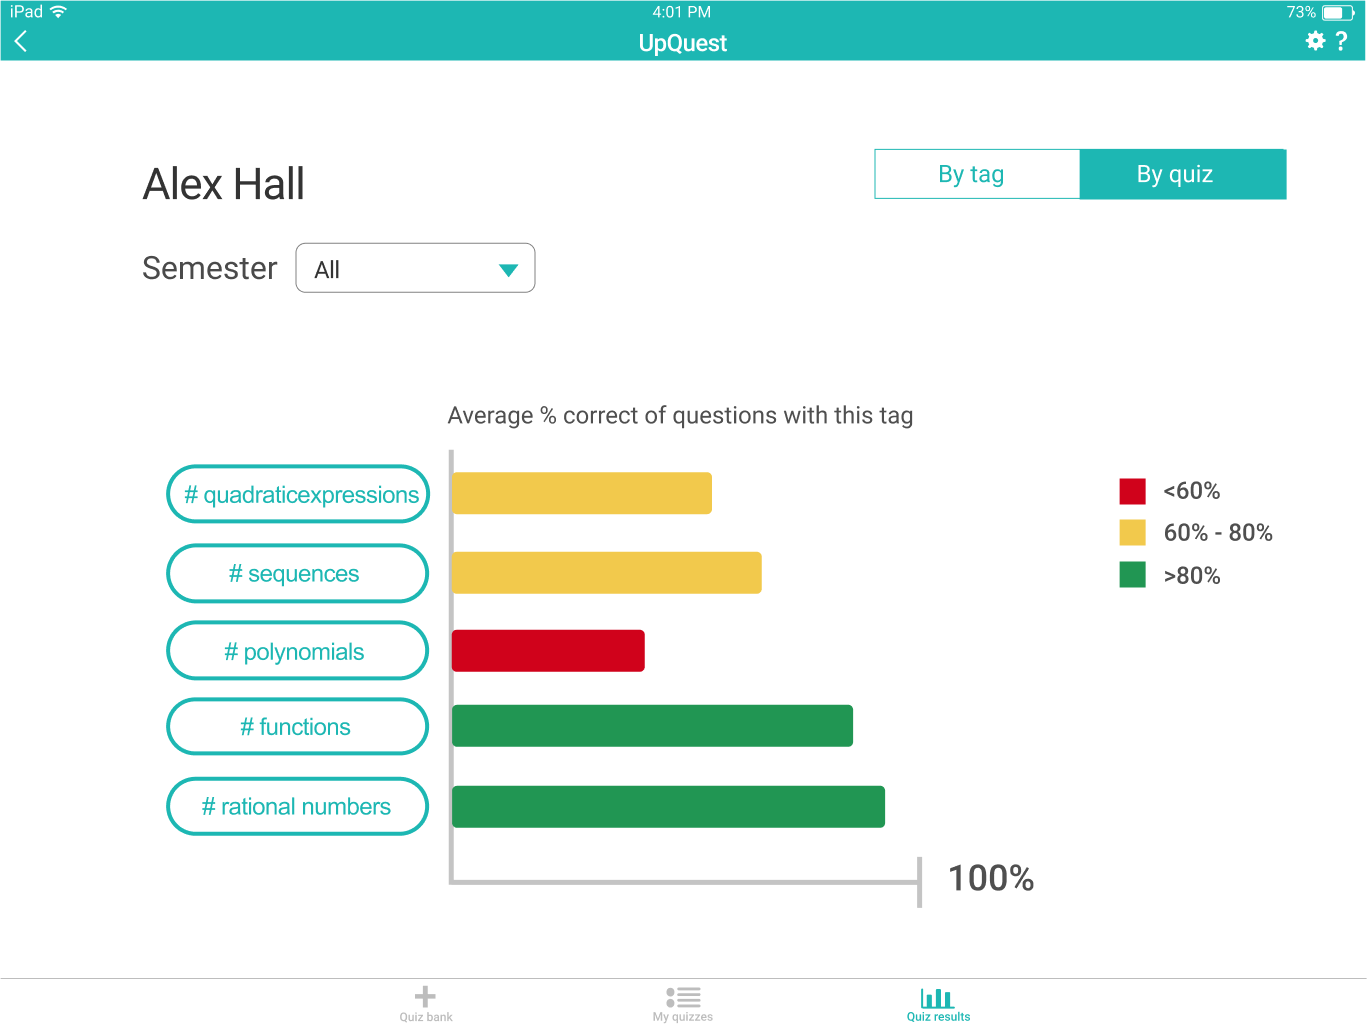 iPad 4:01 PM 73%
UpQuest ?
Alex Hall
By tag By quiz
Semester All
Average % correct of questions with this tag
# quadraticexpressions
# sequences
# polynomials
# functions
# rational numbers
<60%
60% - 80%
>80%
100%
Quiz bank My quizzes Quiz results